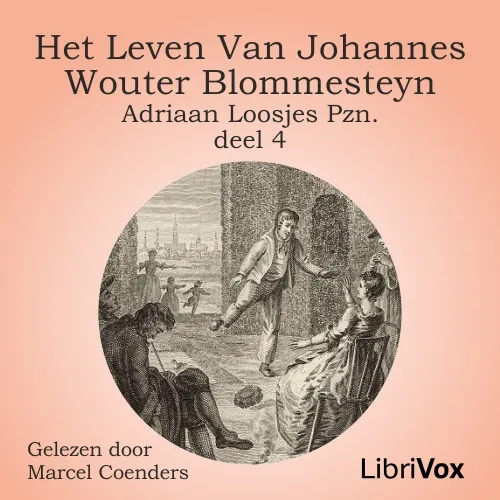 Het Leven Van Johannes
Wouter Blommesteyn
Adriaan Loosjes Pzn.
deel 4
Gelezen door
Marcel Coenders
LibriVox